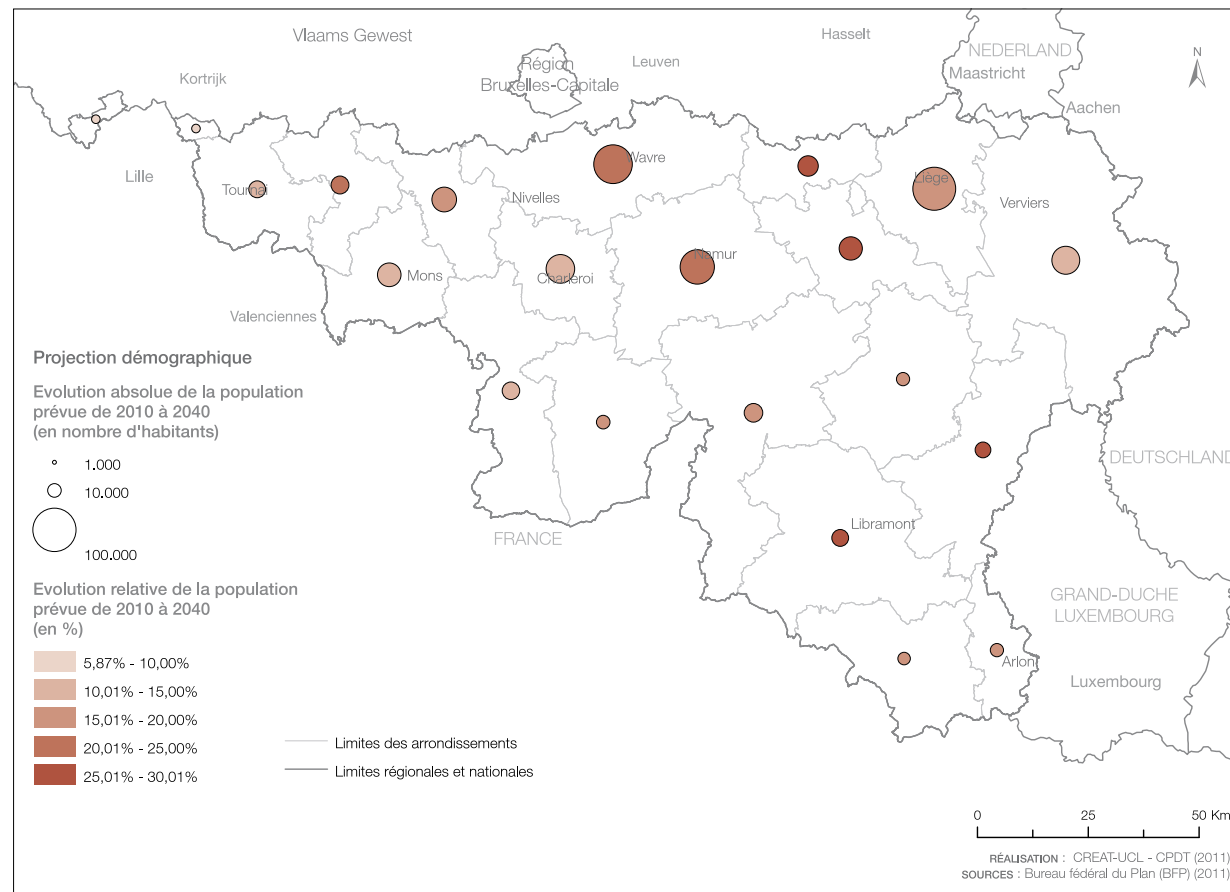 Hasselt
Vlaams Gewest
NEDERLAND
N
Région
Leuven
Maastricht
Kortrijk
Bruxelles-Capitale
Aachen
Wavre
Lille
Liège
Tournai
Nivelles
Verviers
Namur
Mons
Charleroi
Valenciennes
Projection démographique
Evolution absolue de la population
prévue de 2010 à 2040
(en nombre d'habitants)
1.000
10.000
100.000
DEUTSCHLAND
Libramont
FRANCE
Evolution relative de la population
prévue de 2010 à 2040
(en %)
GRAND-DUCHE
LUXEMBOURG
5,87% - 10,00%
10,01% - 15,00%
15,01% - 20,00%
20,01% - 25,00%
25,01% - 30,01%
Arlon
Luxembourg
Limites des arrondissements
Limites régionales et nationales
0 25 50 Km
RÉALISATION : CREAT-UCL - CPDT (2011)
SOURCES : Bureau fédéral du Plan (BFP) (2011)